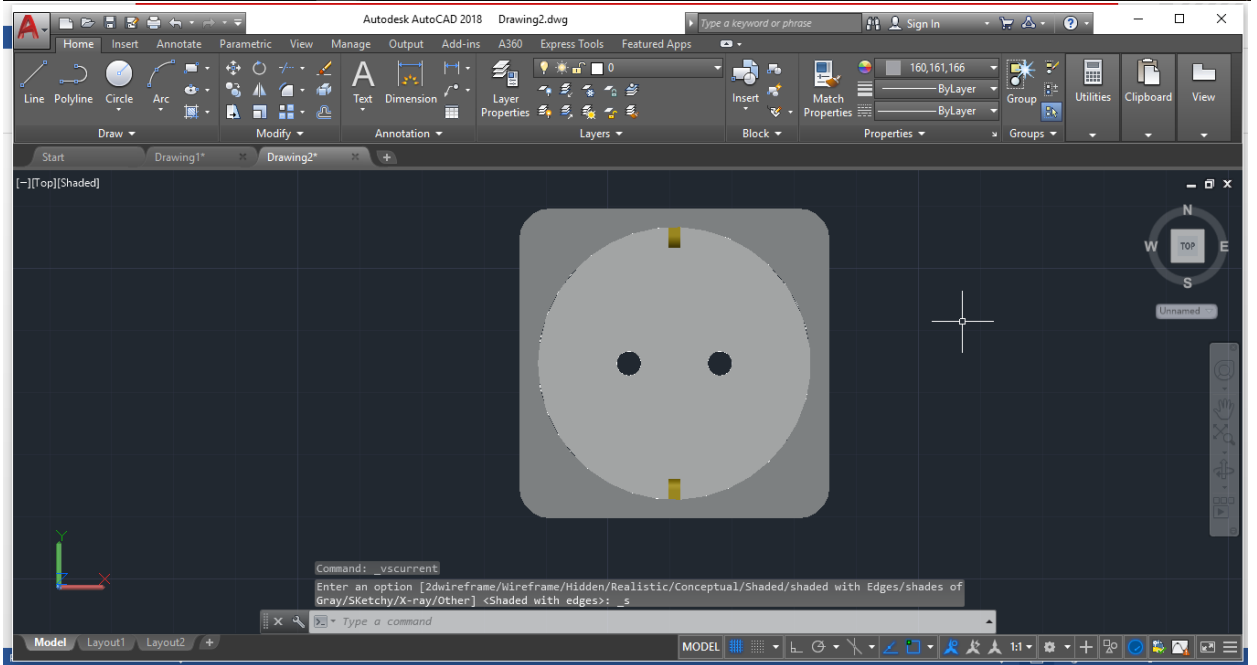 Autodesk AutoCAD 2018 Drawing2.dwg
Type a keyword or phrase
Sign In
Home Insert Annotate Parametric View Manage Output Add-ins A360 Express Tools Featured Apps
Line Polyline Circle Arc
Text Dimension
Layer Properties
0
Insert
Match Properties
160,161,166
ByLayer
ByLayer
Group
Utilities
Clipboard
View
Draw Modify Annotation Layers Block Properties Groups
Start Drawing1* Drawing2*
[−][Top][Shaded]
N
W TOP E
S
Unnamed
Y
Z X
Command: _vscurrent
Enter an option [2dwireframe/Wireframe/Hidden/Realistic/Conceptual/Shaded/shaded with Edges/shades of
Gray/SKetchy/X-ray/Other] <Shaded with edges>: _s
Type a command
Model Layout1 Layout2 +
MODEL 1:1